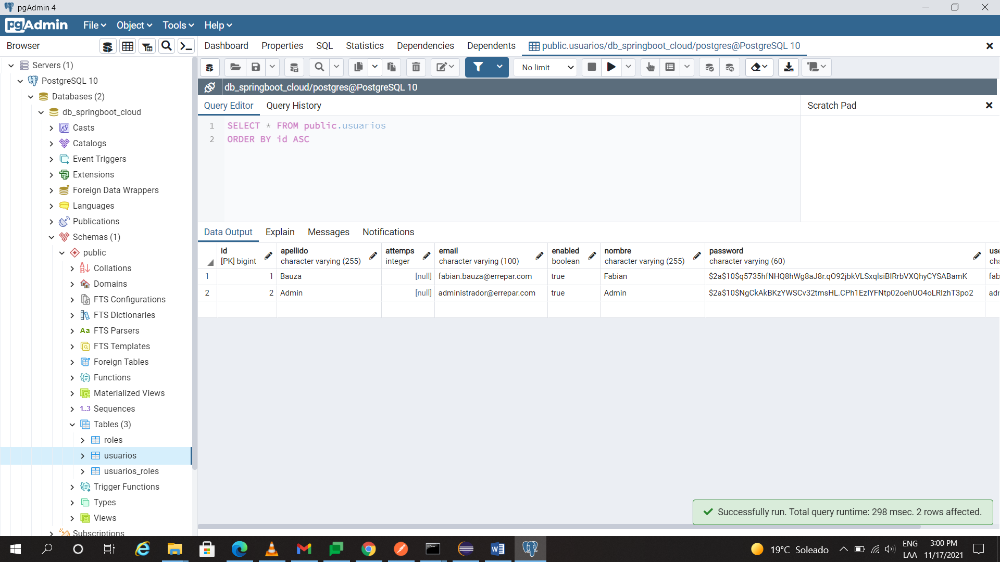 pgAdmin 4
pgAdmin File Object Tools Help
Browser
Dashboard Properties SQL Statistics Dependencies Dependents public.usuarios/db_springboot_cloud/postgres@PostgreSQL 10
No limit
db_springboot_cloud/postgres@PostgreSQL 10
Query Editor Query History
Scratch Pad
1 SELECT * FROM public.usuarios
2 ORDER BY id ASC
Servers (1)
PostgreSQL 10
Databases (2)
db_springboot_cloud
Casts
Catalogs
Event Triggers
Extensions
Foreign Data Wrappers
Languages
Publications
Schemas (1)
public
Collations
Domains
FTS Configurations
FTS Dictionaries
Aa FTS Parsers
FTS Templates
Foreign Tables
Functions
Materialized Views
1..3 Sequences
Tables (3)
roles
usuarios
usuarios_roles
Trigger Functions
Types
Views
Subscriptions
Data Output Explain Messages Notifications
id apellido attemps email enabled nombre password use
[PK] bigint character varying (255) integer character varying (100) boolean character varying (255) character varying (60) cha
1 1 Bauza [null] fabian.bauza@errepar.com true Fabian $2a$10$q5735hfNHQ8hWg8aJ8r.qO92jbkVLSxqlsiBIRrbVXQhyCYSABamK fab
2 2 Admin [null] administrador@errepar.com true Admin $2a$10$NgCkAkBKzYWSCv32tmsHL.CPh1EzIYFNtp02oehUO4oLRIzhT3po2 adr
Successfully run. Total query runtime: 298 msec. 2 rows affected.
19°C Soleado
ENG
LAA
3:00 PM
11/17/2021